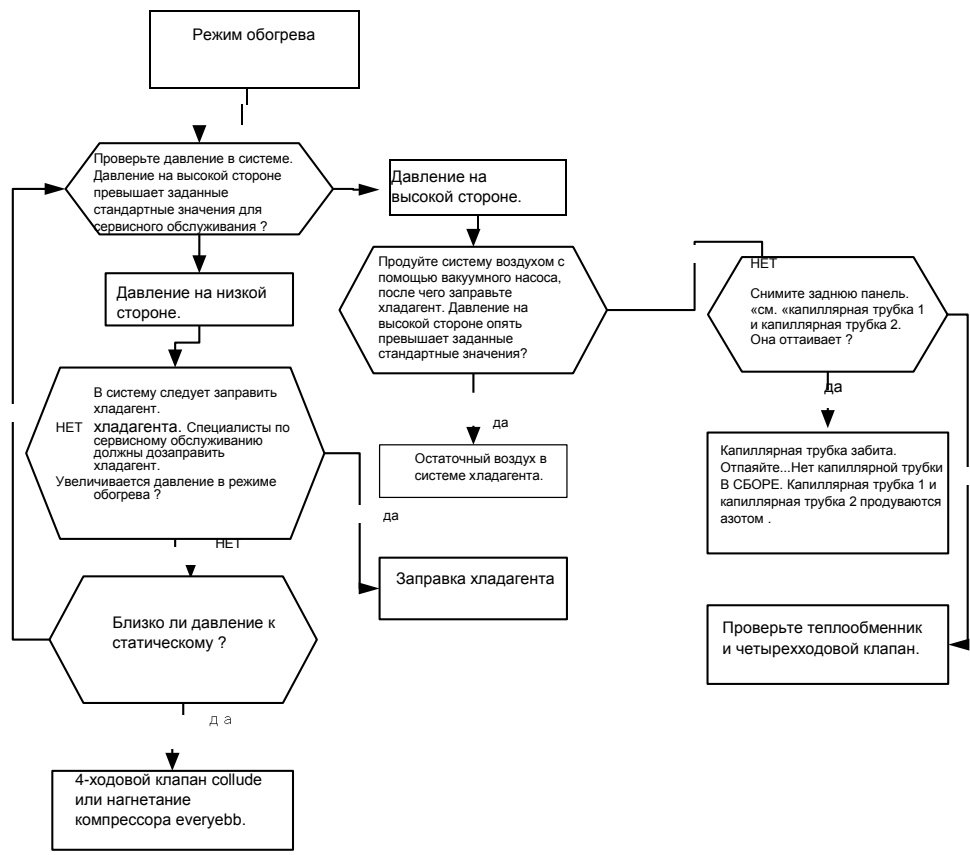 Режим обогрева
Проверьте давление в системе.
Давление на высокой стороне
превышает заданные
стандартные значения для
сервисного обслуживания ?
Давление на
высокой стороне.
Продуйте систему воздухом с
помощью вакуумного насоса,
после чего заправьте
хладагент. Давление на
высокой стороне опять
превышает заданные
стандартные значения?
НЕТ
Снимите заднюю панель.
«см. «капиллярная трубка 1
и капиллярная трубка 2.
Она оттаивает ?
Давление на низкой
стороне.
да
В систему следует заправить
хладагент.
НЕТ хладагента. Специалисты по
сервисному обслуживанию
должны дозаправить
хладагент.
Увеличивается давление в режиме
обогрева ?
да
Остаточный воздух в
системе хладагента.
Капиллярная трубка забита.
Отпаяйте...Нет капиллярной трубки
В СБОРЕ. Капиллярная трубка 1 и
капиллярная трубка 2 продуваются
азотом .
да
НЕТ
Заправка хладагента
Близко ли давление к
статическому ?
Проверьте теплообменник
и четырехходовой клапан.
да
4-ходовой клапан collude
или нагнетание
компрессора everyebb.